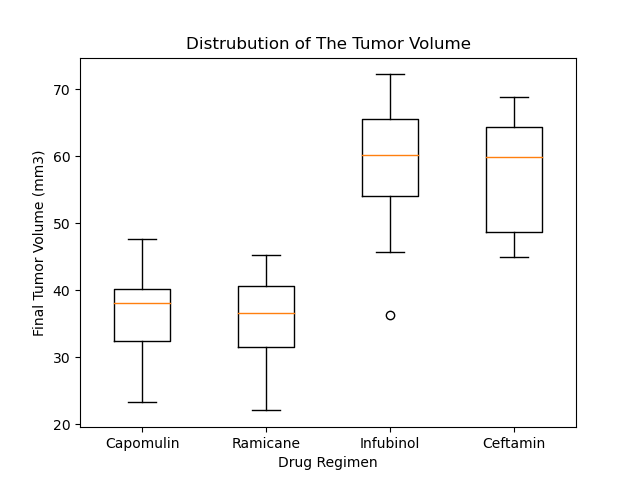 Distrubution of The Tumor Volume
Final Tumor Volume (mm3)
70
60
50
40
30
20
Capomulin Ramicane Infubinol Ceftamin
Drug Regimen